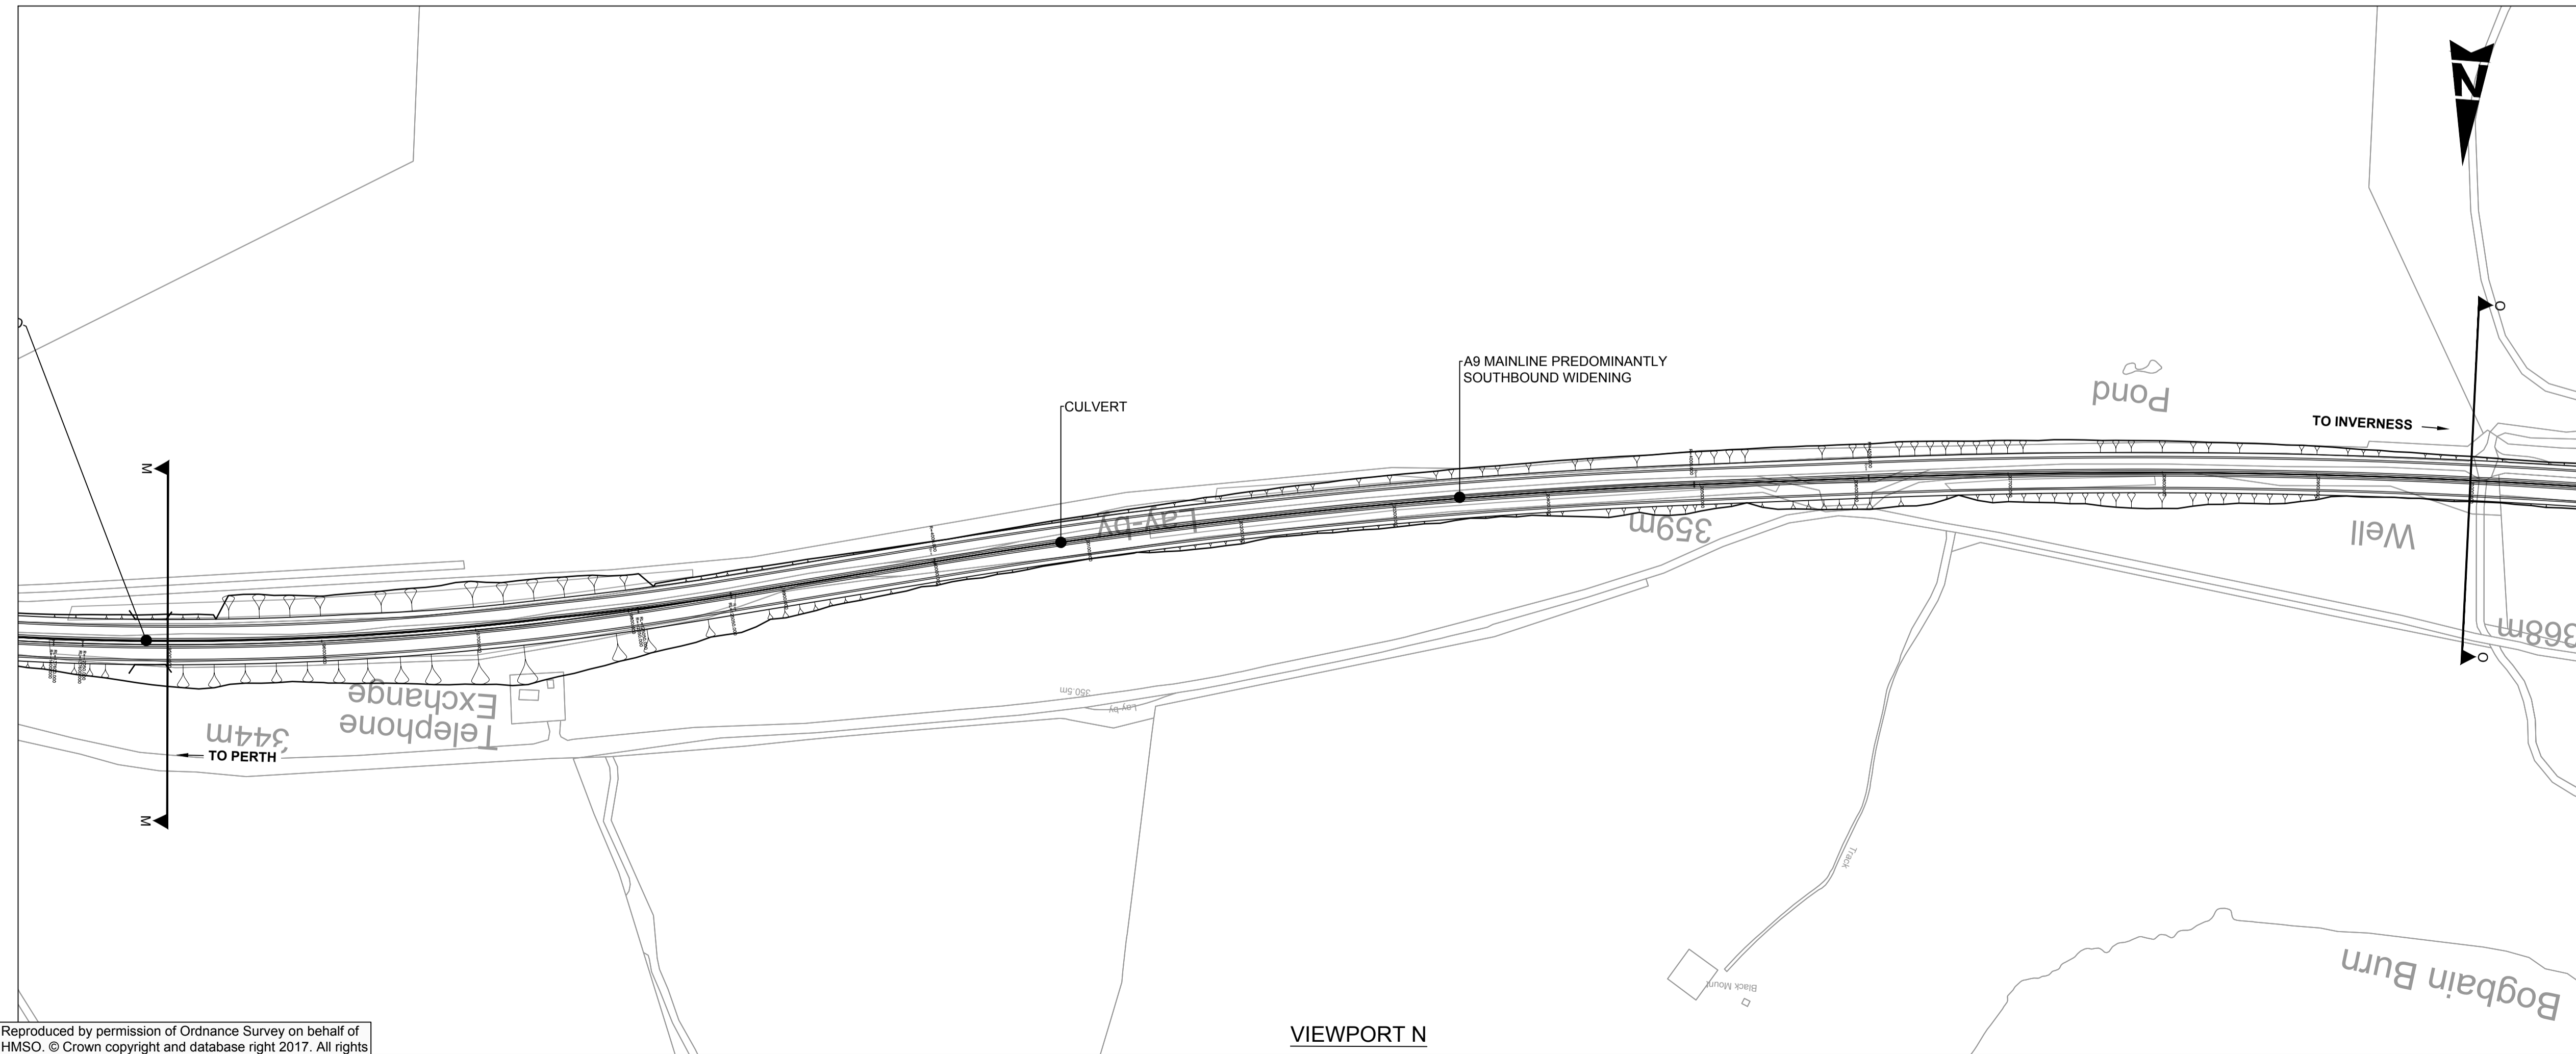 N
O
A9 MAINLINE PREDOMINANTLY
SOUTHBOUND WIDENING
Pond
CULVERT
TO INVERNESS
M
Lay-by
359m
Well
368m
O
Telephone
Exchange
350.5m
Lay-by
344m
TO PERTH
M
Track
Black Mount
Bogbain Burn
Reproduced by permission of Ordnance Survey on behalf of
HMSO. © Crown copyright and database right 2017. All rights
VIEWPORT N